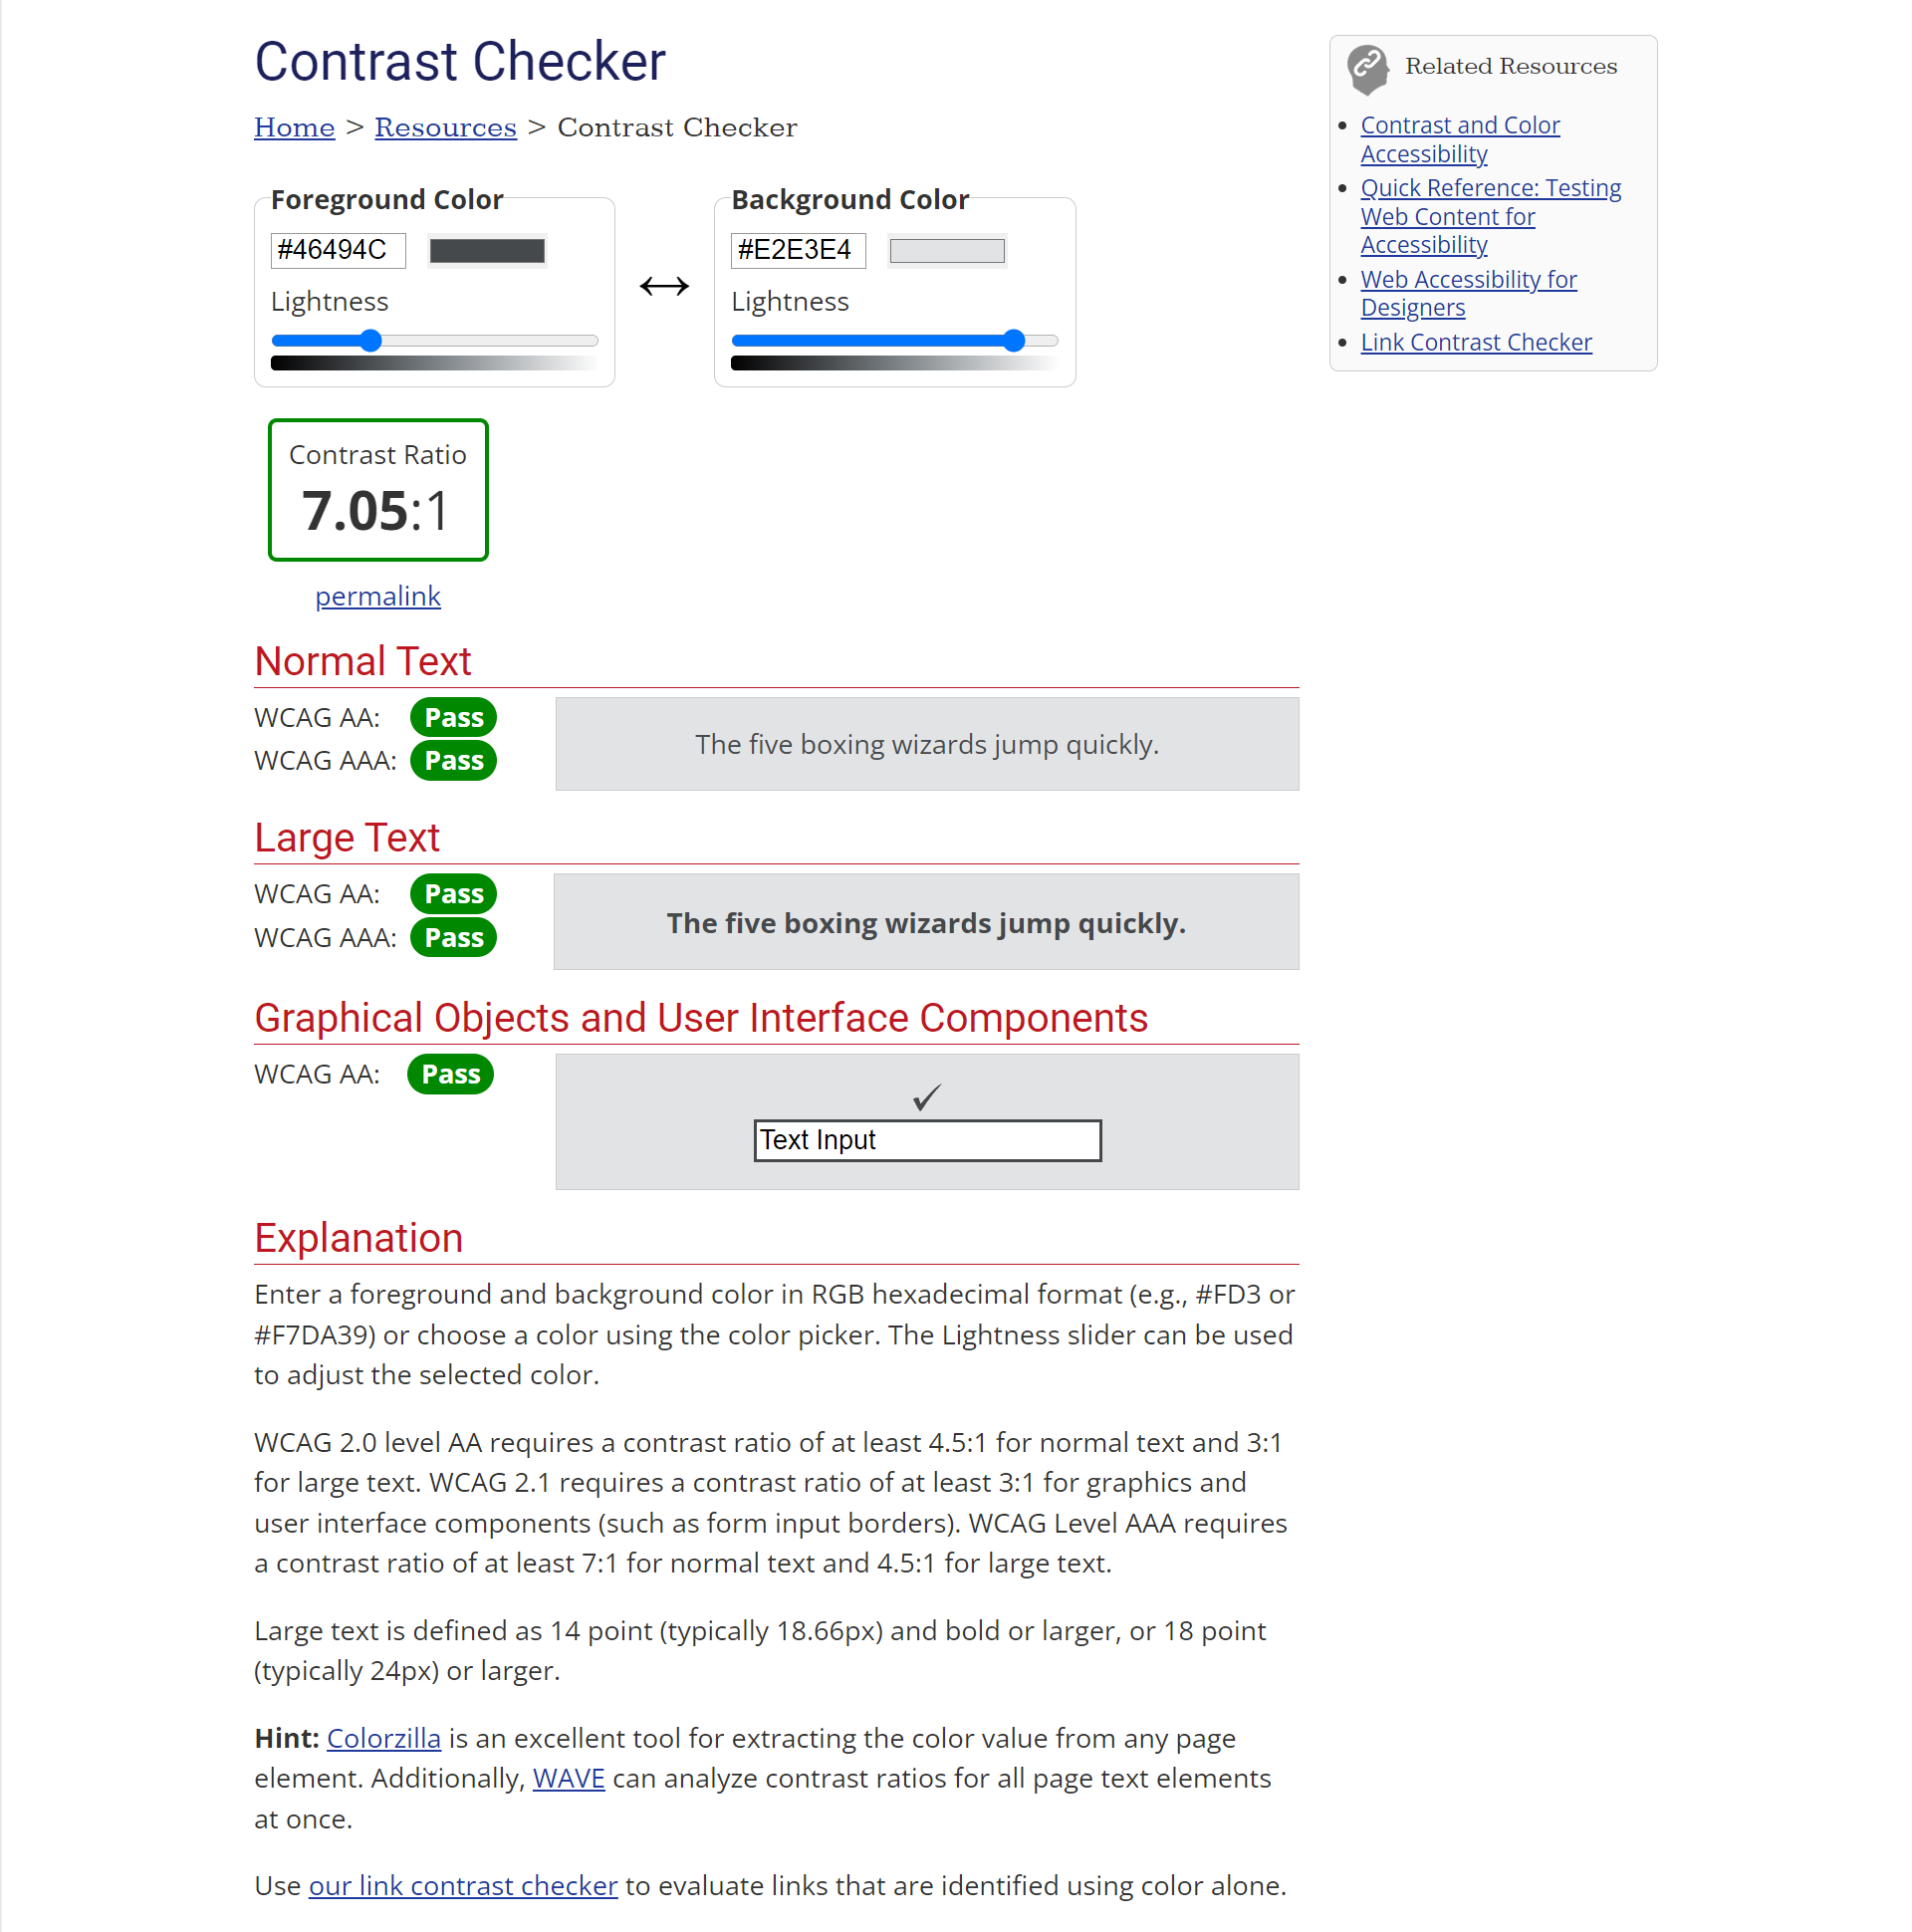 Contrast Checker
Home > Resources > Contrast Checker
Foreground Color
#46494C
Lightness
Background Color
#E2E3E4
Lightness
Contrast Ratio
7.05:1
permalink
Normal Text
WCAG AA: Pass
WCAG AAA: Pass
The five boxing wizards jump quickly.
Large Text
WCAG AA: Pass
WCAG AAA: Pass
The five boxing wizards jump quickly.
Graphical Objects and User Interface Components
WCAG AA: Pass
✓
Text Input
Explanation
Enter a foreground and background color in RGB hexadecimal format (e.g., #FD3 or
#F7DA39) or choose a color using the color picker. The Lightness slider can be used
to adjust the selected color.
WCAG 2.0 level AA requires a contrast ratio of at least 4.5:1 for normal text and 3:1
for large text. WCAG 2.1 requires a contrast ratio of at least 3:1 for graphics and
user interface components (such as form input borders). WCAG Level AAA requires
a contrast ratio of at least 7:1 for normal text and 4.5:1 for large text.
Large text is defined as 14 point (typically 18.66px) and bold or larger, or 18 point
(typically 24px) or larger.
Hint: Colorzilla is an excellent tool for extracting the color value from any page
element. Additionally, WAVE can analyze contrast ratios for all page text elements
at once.
Use our link contrast checker to evaluate links that are identified using color alone.
Related Resources
Contrast and Color
Accessibility
Quick Reference: Testing
Web Content for
Accessibility
Web Accessibility for
Designers
Link Contrast Checker